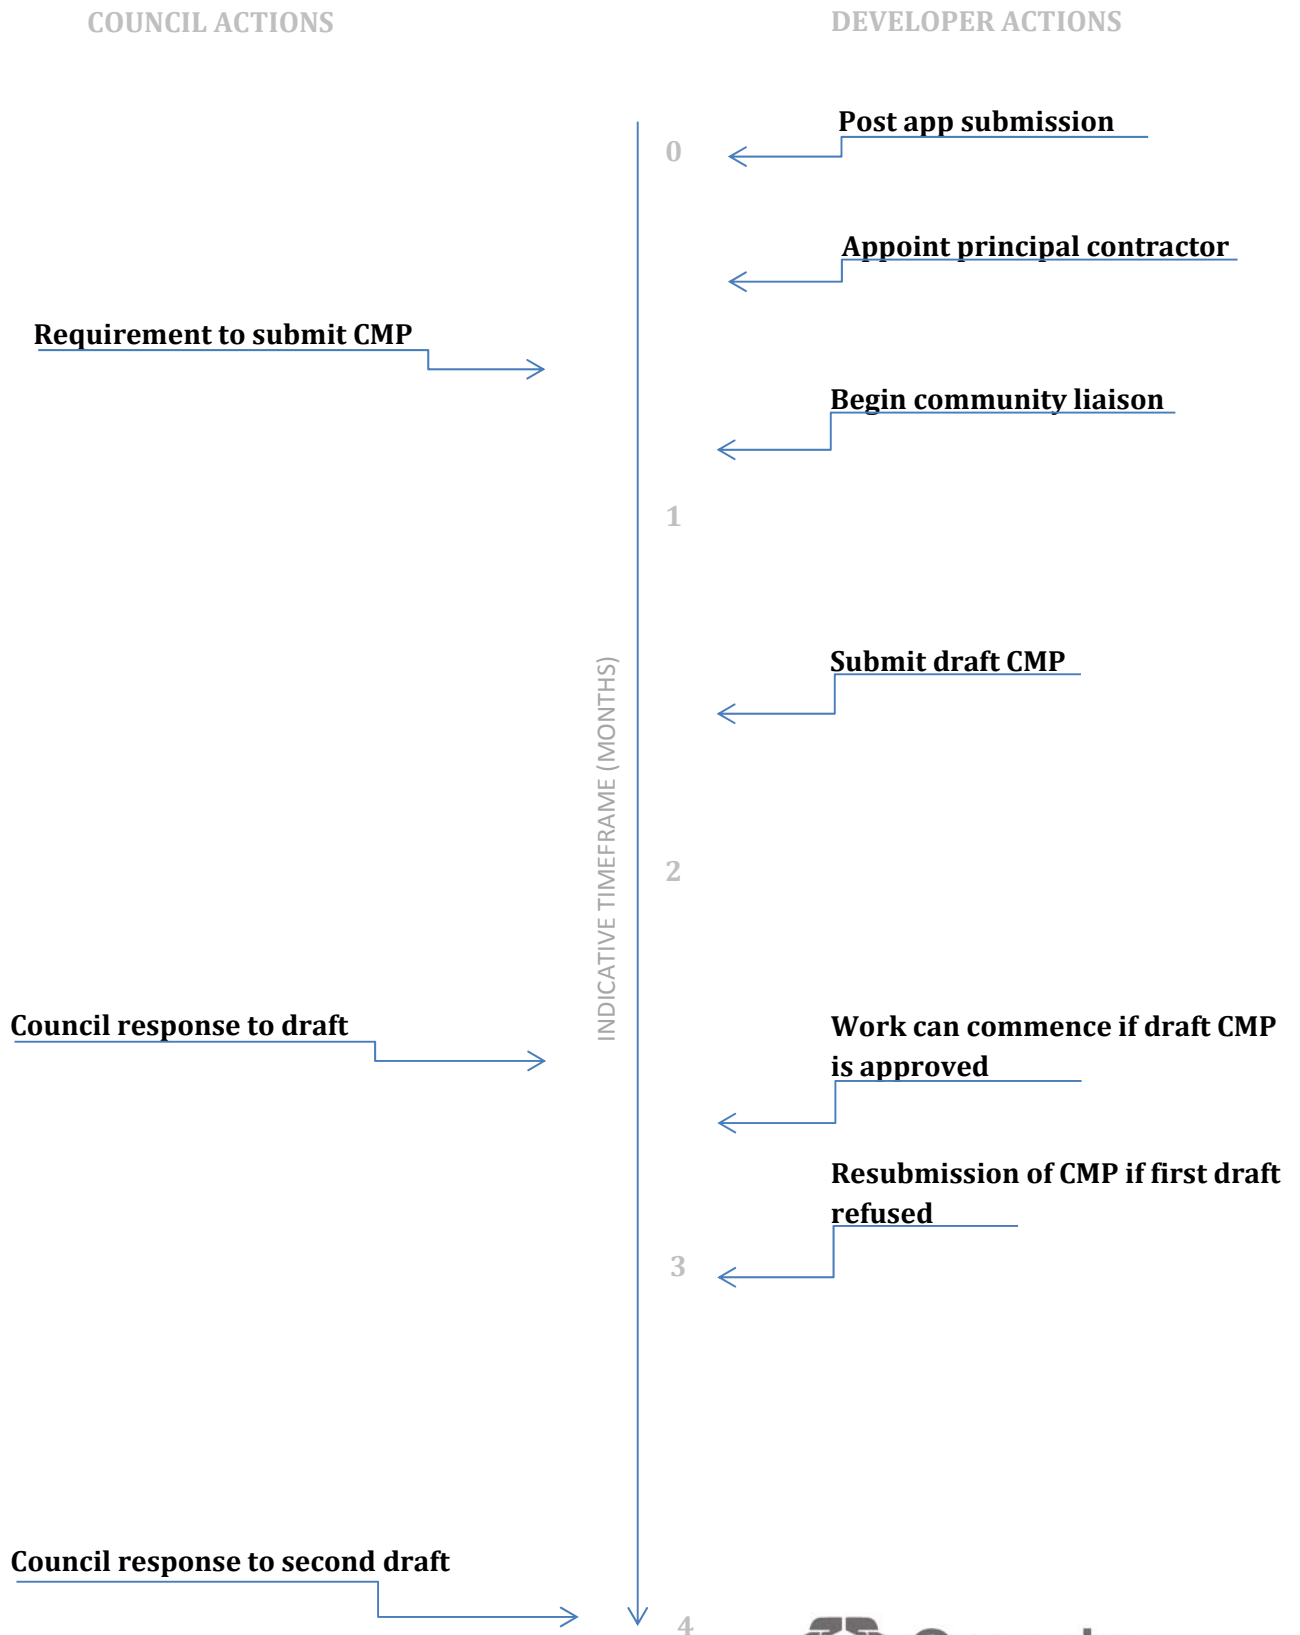 COUNCIL ACTIONS
DEVELOPER ACTIONS
Post app submission
0
Appoint principal contractor
Requirement to submit CMP
Begin community liaison
1
Submit draft CMP
INDICATIVE TIMEFRAME (MONTHS)
2
Council response to draft
Work can commence if draft CMP
is approved
Resubmission of CMP if first draft
refused
3
Council response to second draft
4